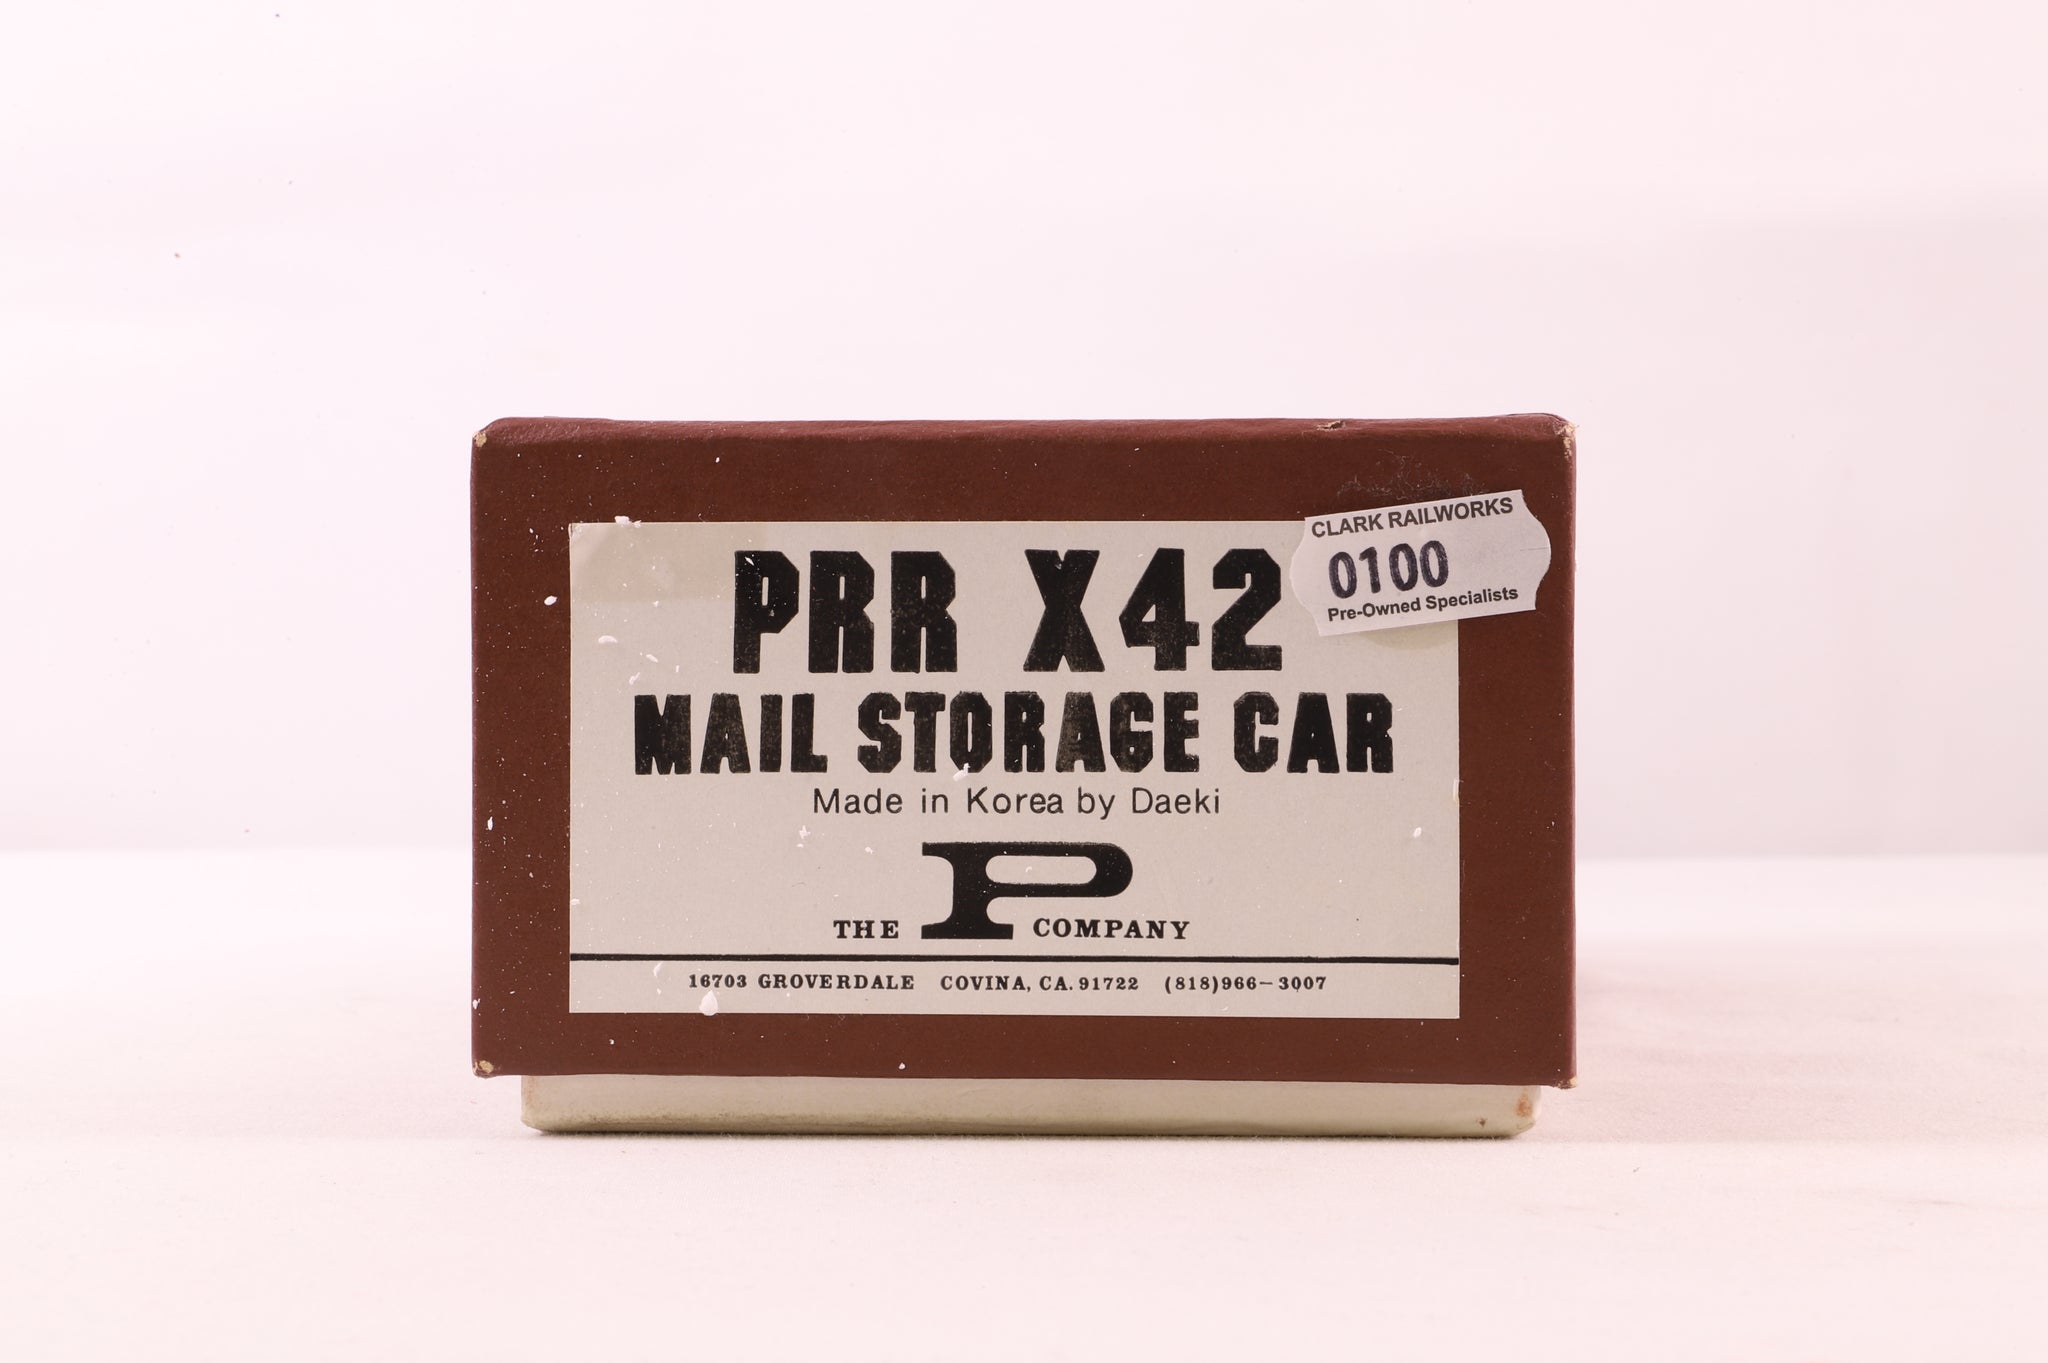 CLARK RAILWORKS
0100
Pre-Owned Specialists
PRR X42
MAIL STORAGE CAR
Made in Korea by Daeki
THE P COMPANY
16703 GROVERDALE COVINA, CA. 91722 (818)966-3007